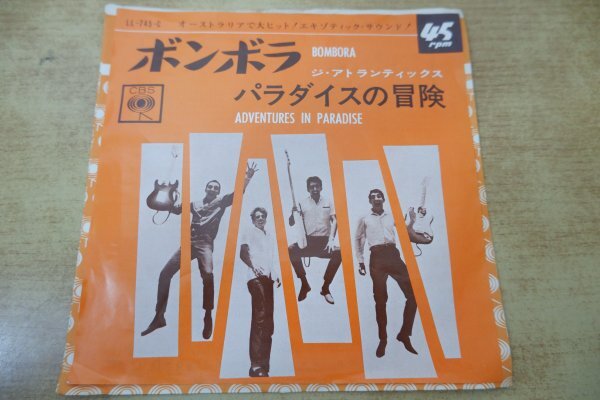 LL-743-C オーストラリアで大ヒット!エキゾティック・サウンド!
45
rpm
ボンボラ BOMBORA
ジ・アトランティックス
CBS
パラダイスの冒険
ADVENTURES IN PARADISE